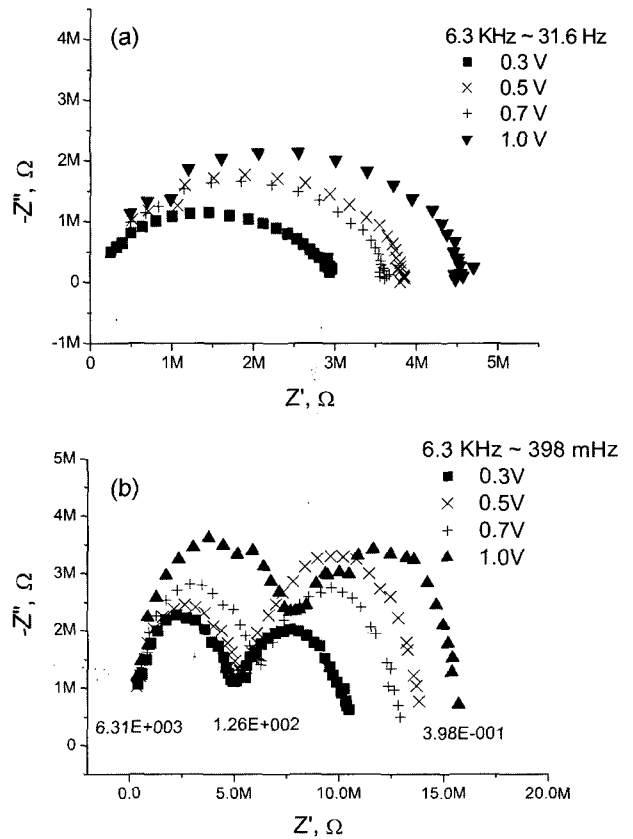 (a)
6.3 KHz ~ 31.6 Hz
0.3 V
0.5 V
0.7 V
1.0 V
4M
3M
2M
1M
0
-1M
-Z'', Ω
0
1M
2M
3M
4M
5M
Z', Ω
(b)
6.3 KHz ~ 398 mHz
0.3V
0.5V
0.7V
1.0V
5M
4M
3M
2M
1M
0
-Z'', Ω
6.31E+003
1.26E+002
3.98E-001
0.0
5.0M
10.0M
15.0M
20.0M
Z', Ω